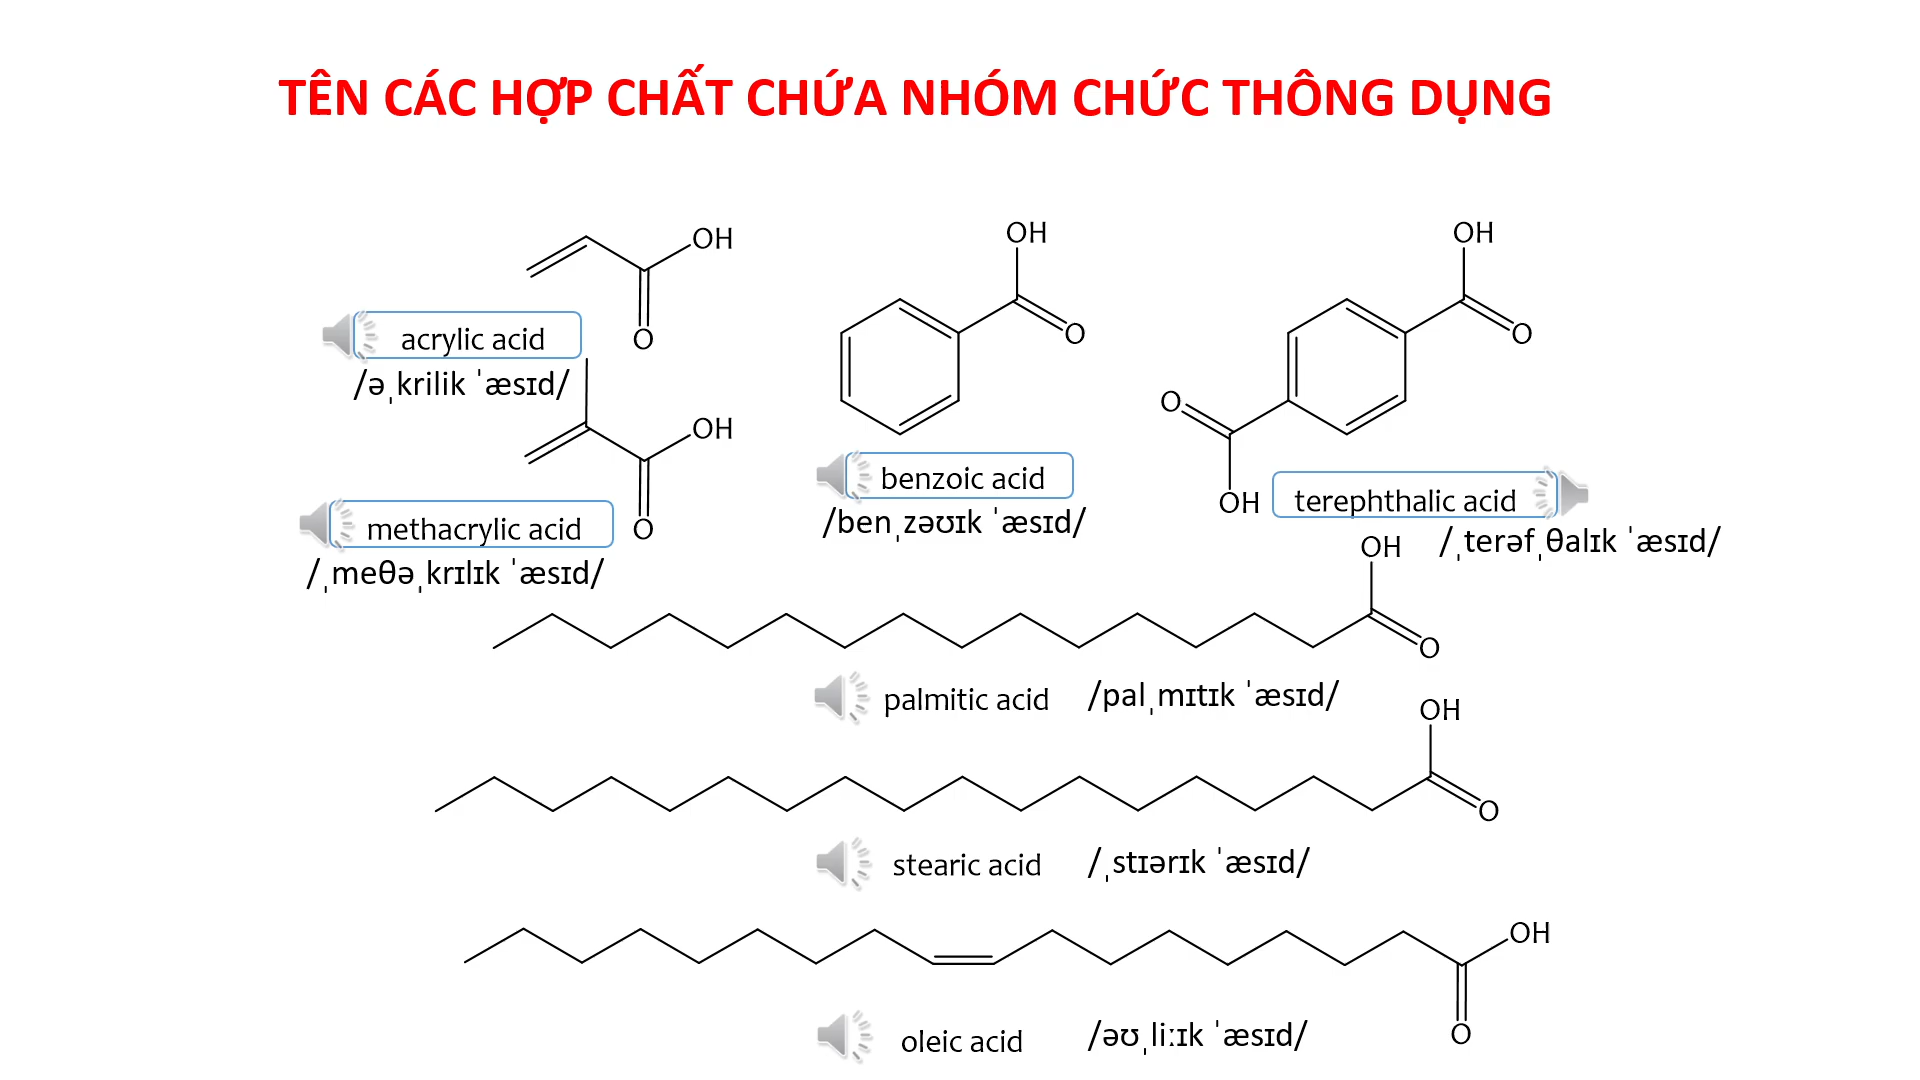 TÊN CÁC HỢP CHẤT CHỨA NHÓM CHỨC THÔNG DỤNG
OH
O
acrylic acid
/əˌkrilik ˈæsɪd/
OH
O
methacrylic acid
/ˌmeθəˌkrɪlɪk ˈæsɪd/
OH
O
benzoic acid
/benˌzəʊɪk ˈæsɪd/
OH
O
O
OH
terephthalic acid
/ˌterəfˌθalɪk ˈæsɪd/
OH
O
palmitic acid /palˌmɪtɪk ˈæsɪd/
OH
O
stearic acid /ˌstɪərɪk ˈæsɪd/
OH
O
oleic acid /əʊˌliːɪk ˈæsɪd/